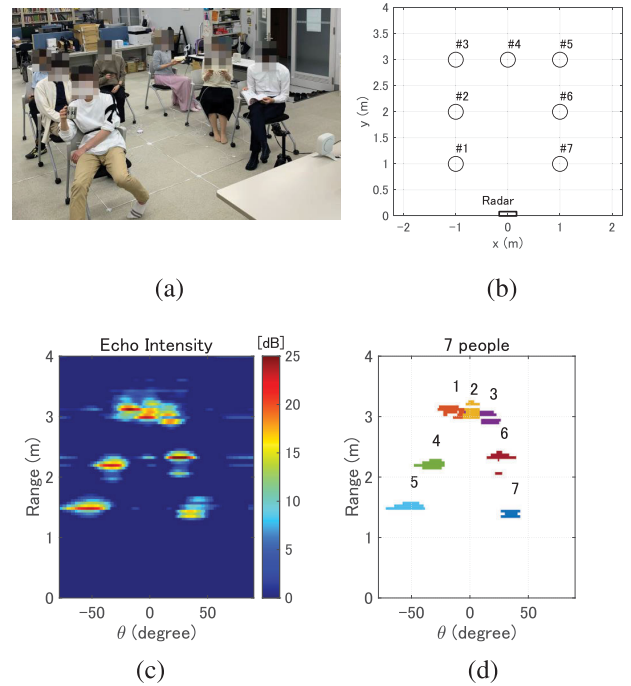 4
3.5
3
2.5
2
1.5
1
0.5
0
y (m)
#3 #4 #5
#2 #6
#1 #7
Radar
-2 -1 0 1 2
x (m)
(a) (b)
Echo Intensity [dB]
4
3
2
1
0
Range (m)
-50 0 50
θ (degree)
25
20
15
10
5
0
7 people
4
3
2
1
0
Range (m)
1 2 3
4 6
5 7
-50 0 50
θ (degree)
(c) (d)